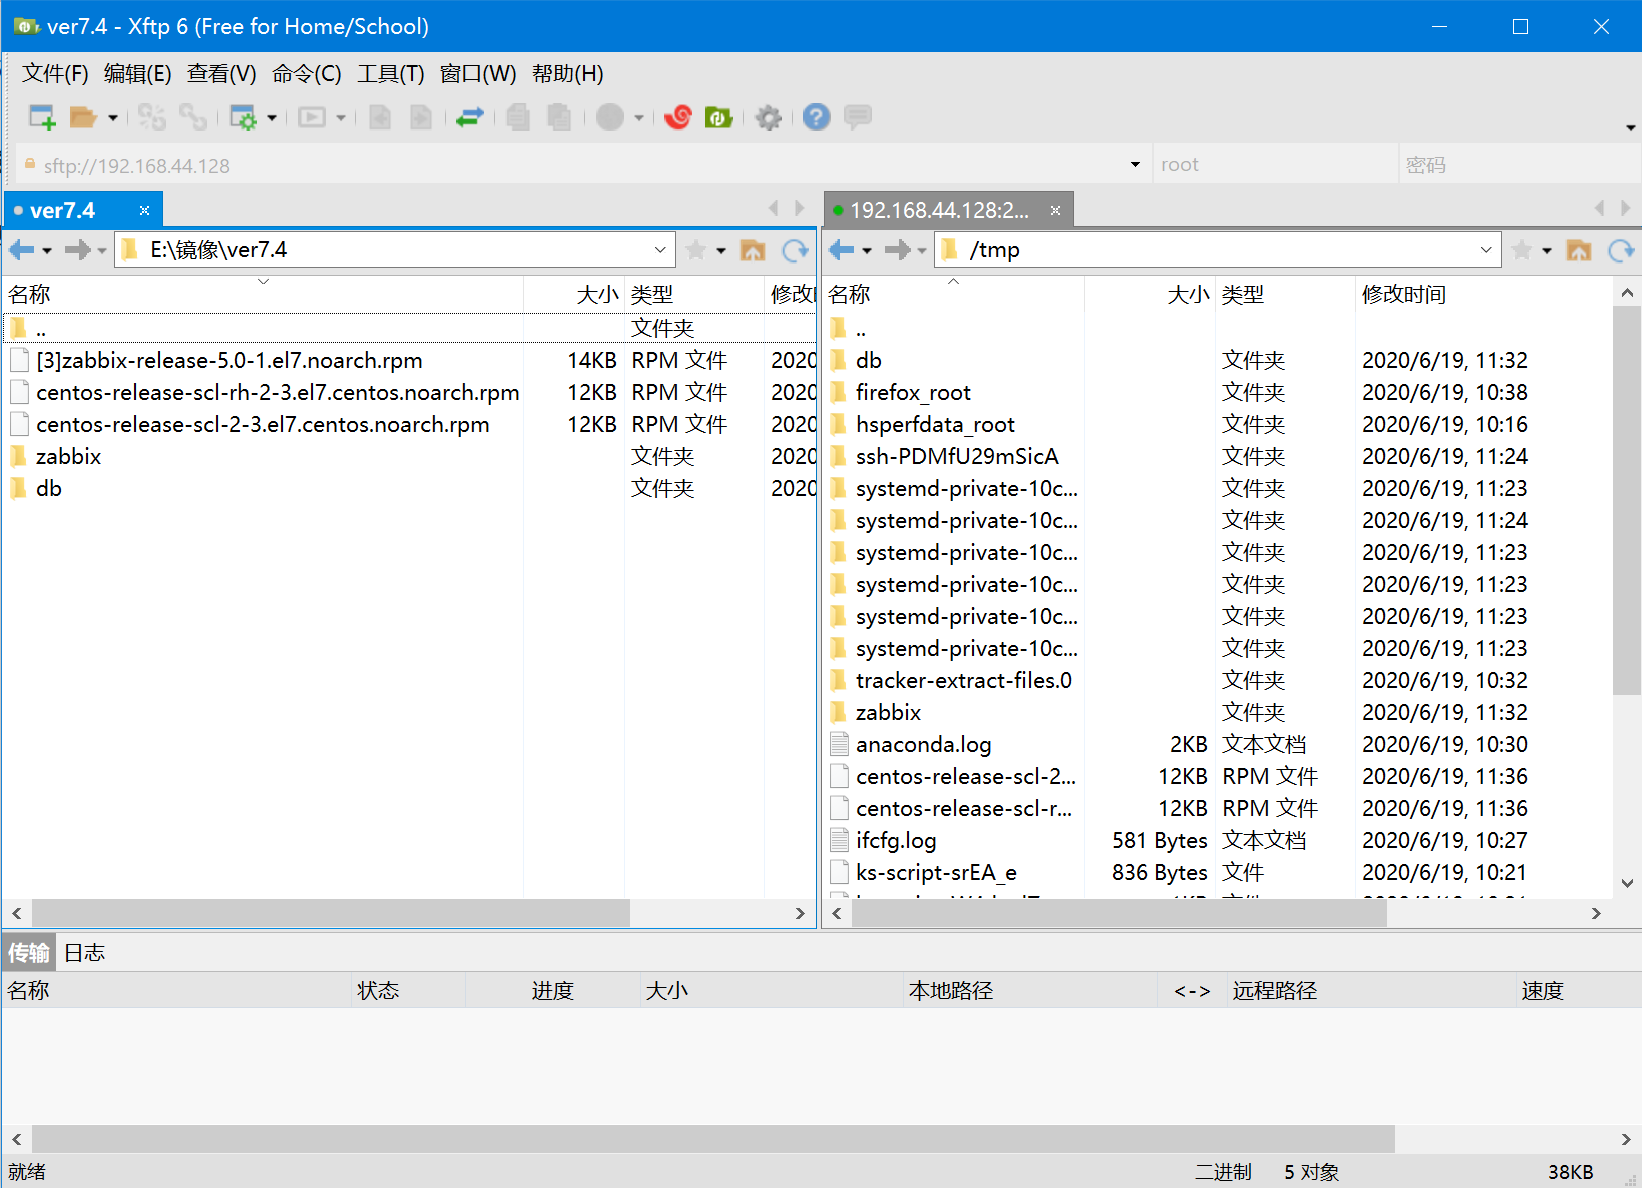 ver7.4 - Xftp 6 (Free for Home/School)
文件(F) 编辑(E) 查看(V) 命令(C) 工具(T) 窗口(W) 帮助(H)
sftp://192.168.44.128 root 密码
ver7.4
E:\镜像\ver7.4
名称 大小 类型 修改
.. 文件夹
[3]zabbix-release-5.0-1.el7.noarch.rpm 14KB RPM 文件 2020
centos-release-scl-rh-2-3.el7.centos.noarch.rpm 12KB RPM 文件 2020
centos-release-scl-2-3.el7.centos.noarch.rpm 12KB RPM 文件 2020
zabbix 文件夹 2020
db 文件夹 2020
192.168.44.128:2...
/tmp
名称 大小 类型 修改时间
..
db 文件夹 2020/6/19, 11:32
firefox_root 文件夹 2020/6/19, 10:38
hsperfdata_root 文件夹 2020/6/19, 10:16
ssh-PDMfU29mSicA 文件夹 2020/6/19, 11:24
systemd-private-10c... 文件夹 2020/6/19, 11:23
systemd-private-10c... 文件夹 2020/6/19, 11:24
systemd-private-10c... 文件夹 2020/6/19, 11:23
systemd-private-10c... 文件夹 2020/6/19, 11:23
systemd-private-10c... 文件夹 2020/6/19, 11:23
systemd-private-10c... 文件夹 2020/6/19, 11:23
tracker-extract-files.0 文件夹 2020/6/19, 10:32
zabbix 文件夹 2020/6/19, 11:32
anaconda.log 2KB 文本文档 2020/6/19, 10:30
centos-release-scl-2... 12KB RPM 文件 2020/6/19, 11:36
centos-release-scl-r... 12KB RPM 文件 2020/6/19, 11:36
ifcfg.log 581 Bytes 文本文档 2020/6/19, 10:27
ks-script-srEA_e 836 Bytes 文件 2020/6/19, 10:21
传输 日志
名称 状态 进度 大小 本地路径 <-> 远程路径 速度
就绪 二进制 5 对象 38KB